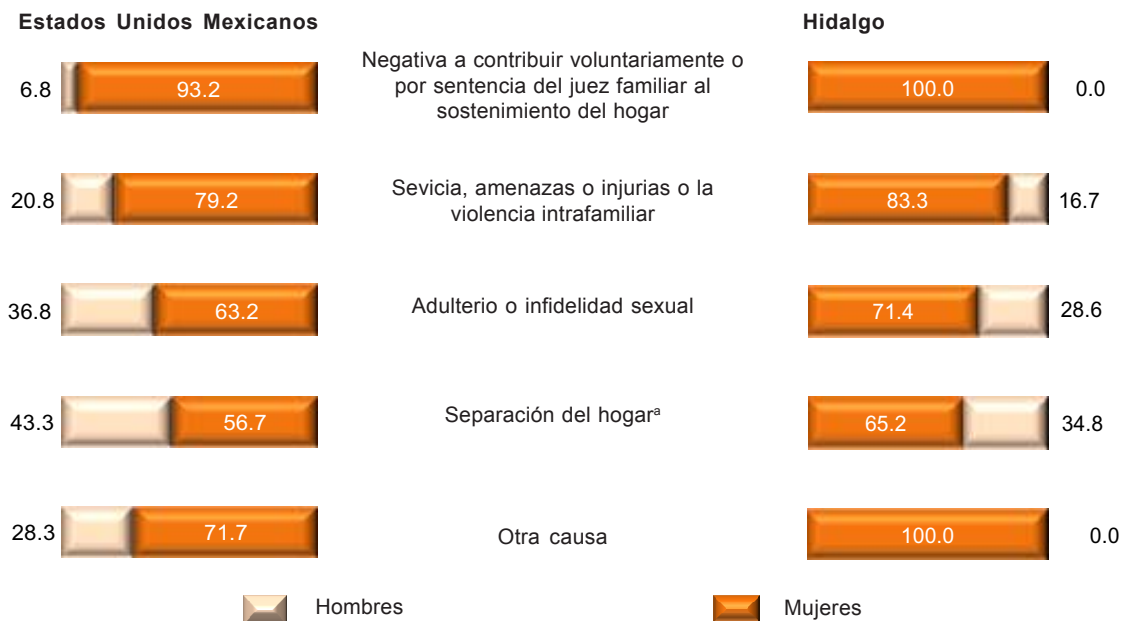 Estados Unidos Mexicanos
Hidalgo
Negativa a contribuir voluntariamente o
por sentencia del juez familiar al
sostenimiento del hogar
6.8
93.2
100.0
0.0
Sevicia, amenazas o injurias o la
violencia intrafamiliar
20.8
79.2
83.3
16.7
Adulterio o infidelidad sexual
36.8
63.2
71.4
28.6
Separación del hogarª
43.3
56.7
65.2
34.8
Otra causa
28.3
71.7
100.0
0.0
Hombres
Mujeres